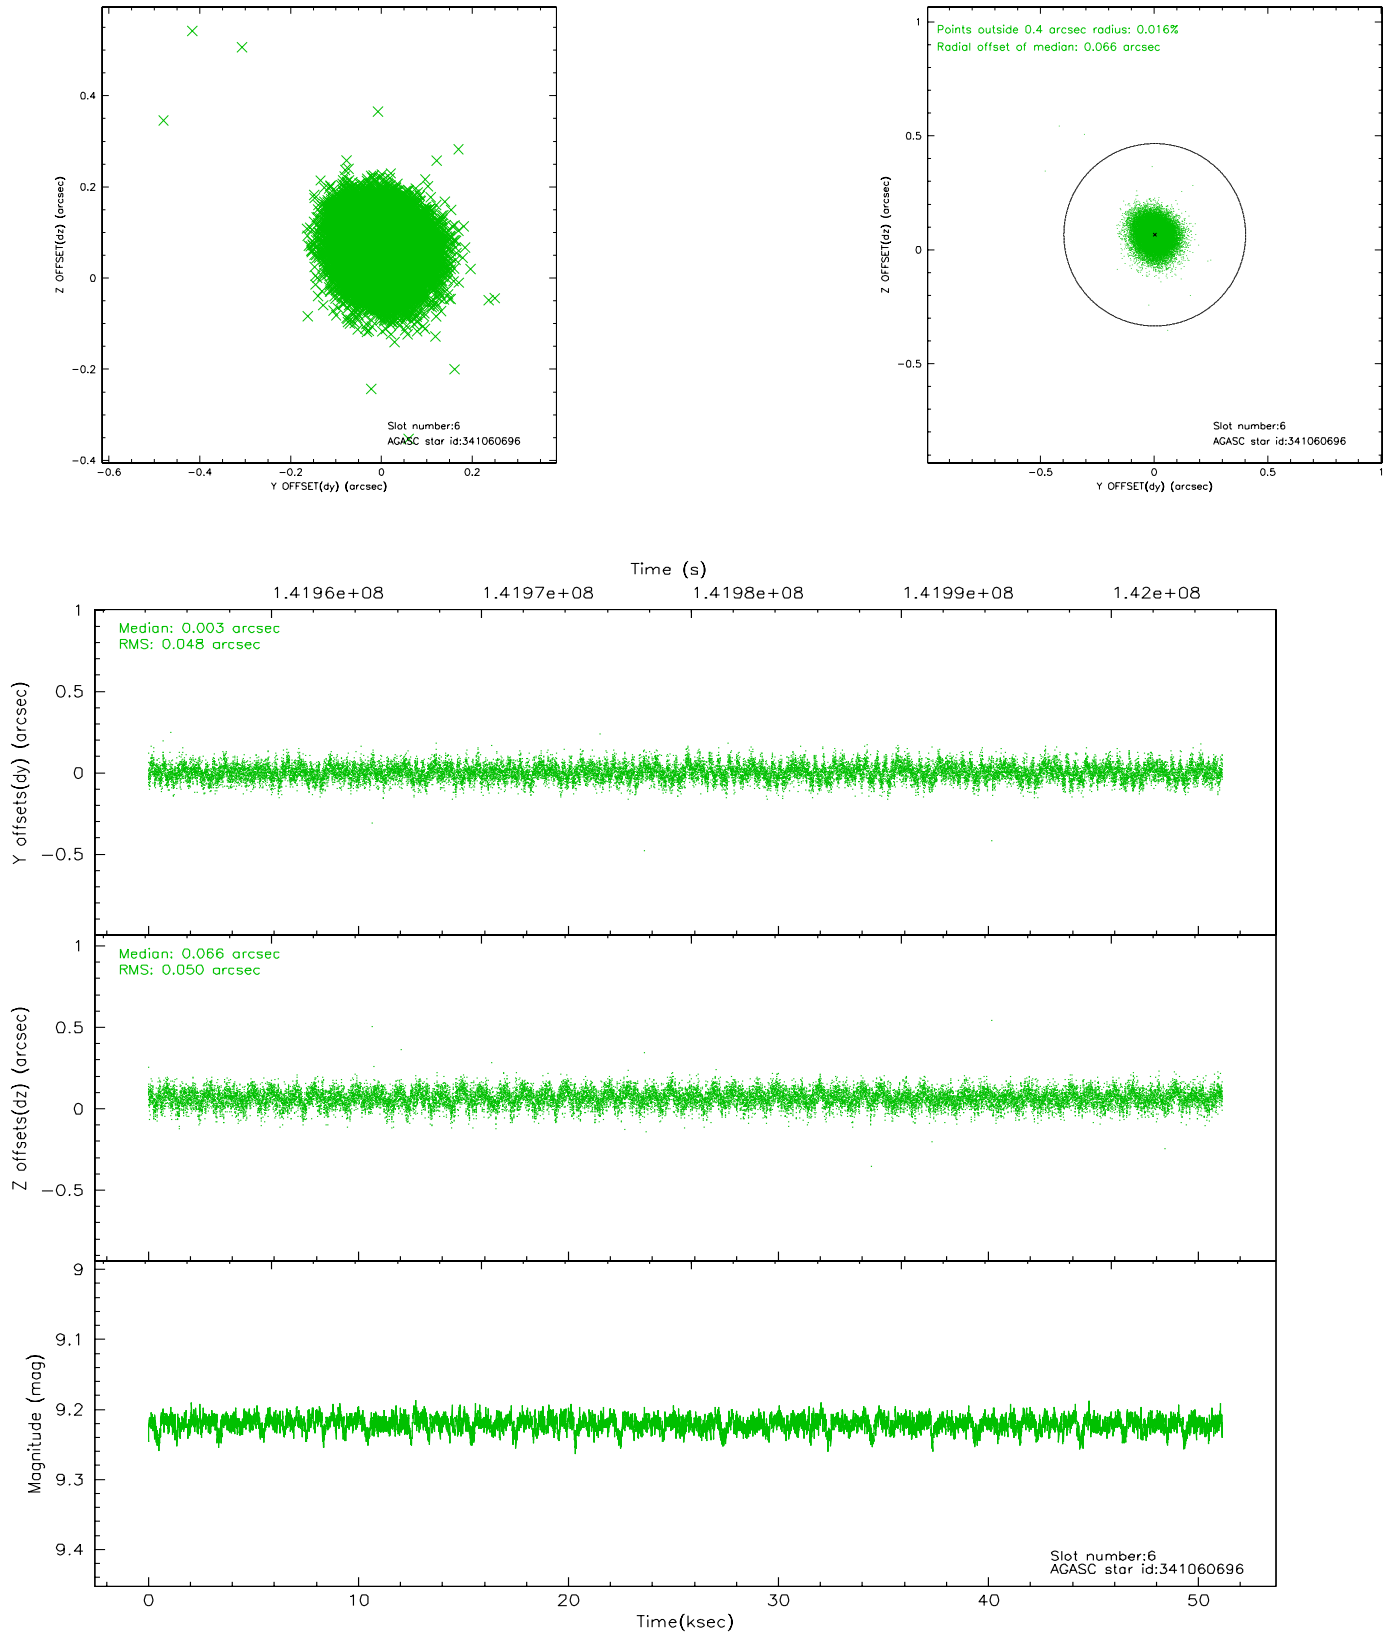 0.4
0.2
0
−0.2
−0.4
Z OFFSET(dz) (arcsec)
Slot number:6
AGASC star id:341060696
−0.6
−0.4
−0.2
0
0.2
Y OFFSET(dy) (arcsec)
Points outside 0.4 arcsec radius: 0.016%
Radial offset of median: 0.066 arcsec
1
0.5
0
−0.5
Z OFFSET(dz) (arcsec)
Slot number:6
AGASC star id:341060696
−0.5
0
0.5
1
Y OFFSET(dy) (arcsec)
Time (s)
1.4196e+08
1.4197e+08
1.4198e+08
1.4199e+08
1.42e+08
Median: 0.003 arcsec
RMS: 0.048 arcsec
1
0.5
0
−0.5
Y offsets(dy) (arcsec)
Median: 0.066 arcsec
RMS: 0.050 arcsec
1
0.5
0
−0.5
Z offsets(dz) (arcsec)
9
9.1
9.2
9.3
9.4
Magnitude (mag)
Slot number:6
AGASC star id:341060696
0
10
20
30
40
50
Time(ksec)